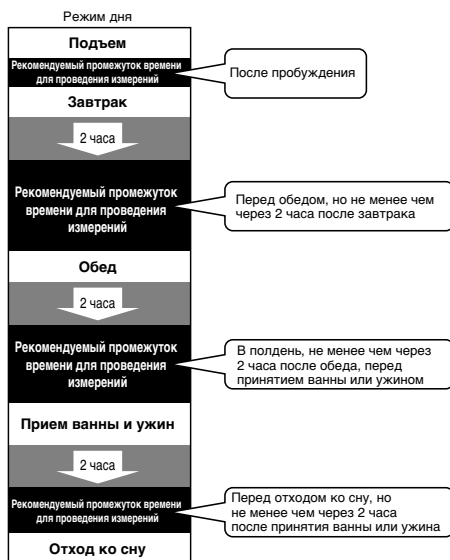 Режим дня
Подъем
Рекомендуемый промежуток времени
для проведения измерений
После пробуждения
Завтрак
2 часа
Рекомендуемый промежуток
времени для проведения
измерений
Перед обедом, но не менее чем
через 2 часа после завтрака
Обед
2 часа
Рекомендуемый промежуток
времени для проведения
измерений
В полдень, не менее чем через
2 часа после обеда, перед
принятием ванны или ужином
Прием ванны и ужин
2 часа
Рекомендуемый промежуток времени
для проведения измерений
Перед отходом ко сну, но
не менее чем через 2 часа
после принятия ванны или ужина
Отход ко сну